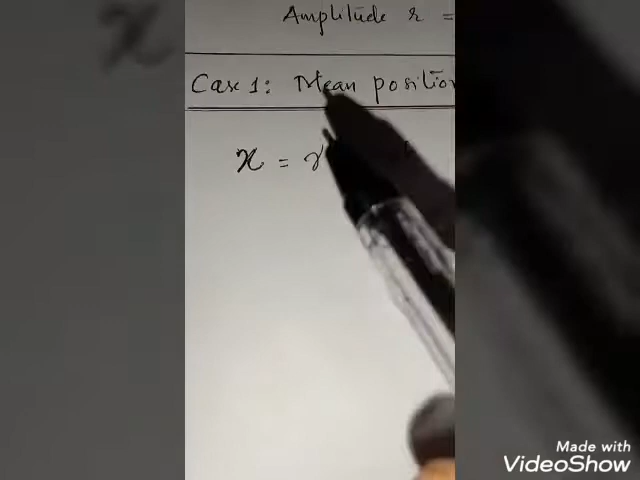 Amplitude r =
Case 1: Mean position
x = r
Made with
VideoShow